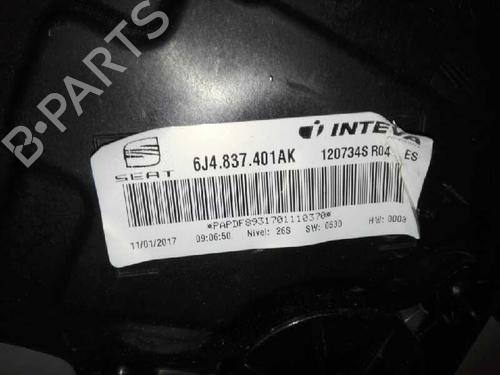 B-PARTS
SEAT
6J4.837.401AK
INTEVA
120734S R04 ES
*PAPDF8931701110370*
11/01/2017 09:06:50 Nivel: 26S SW: 0530 HW: 0003